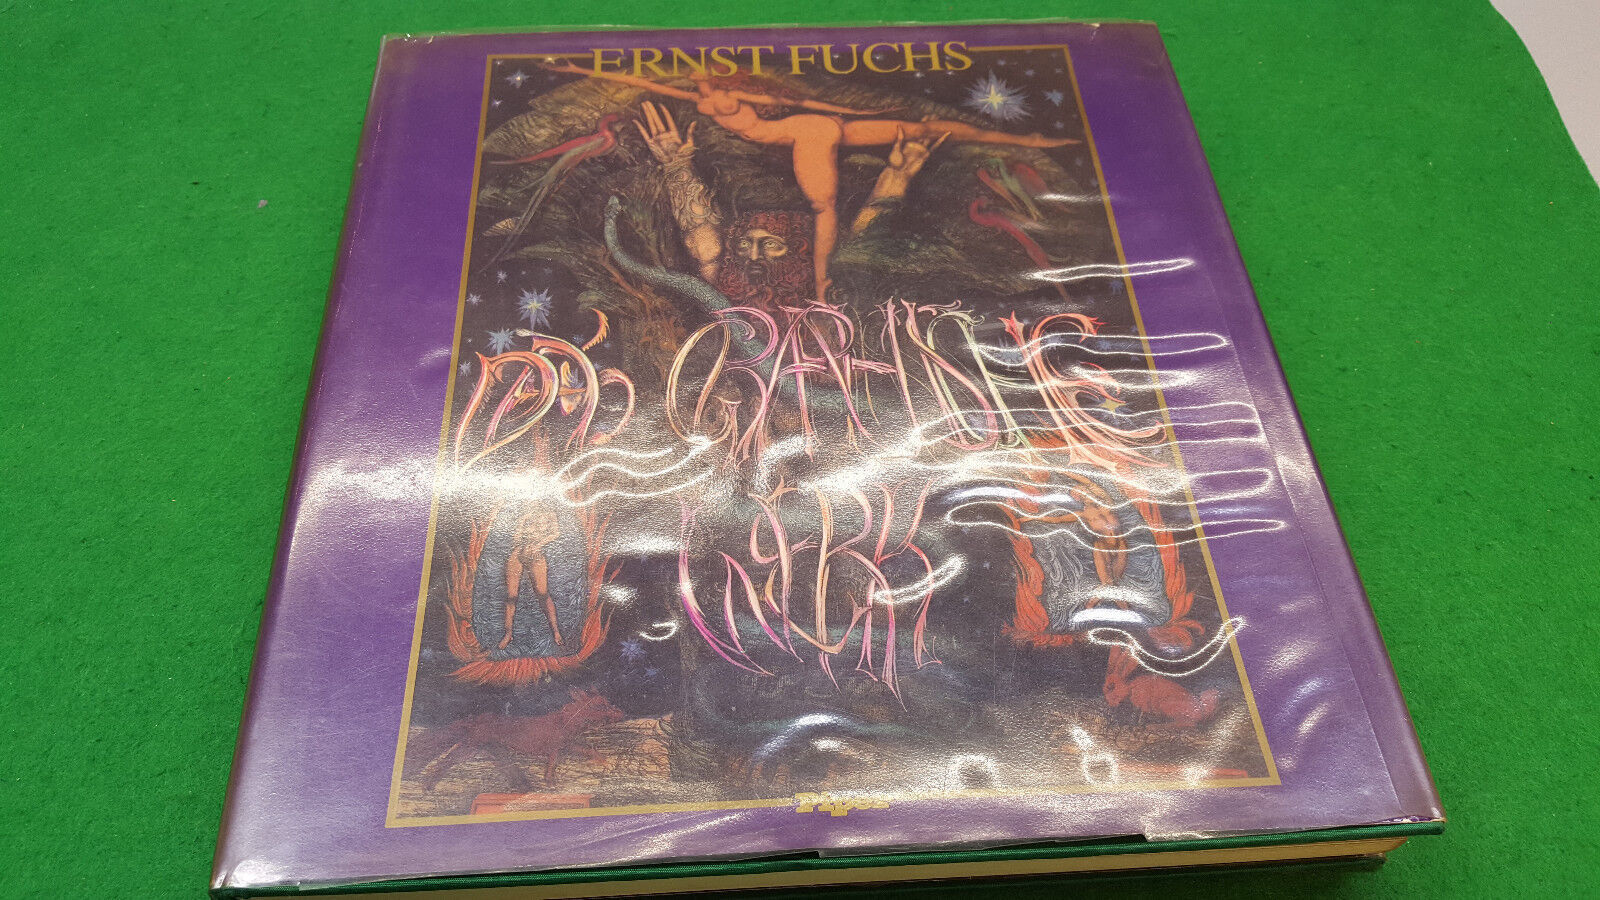 ERNST FUCHS
DAS GRAPHISCHE
WERK
Piper